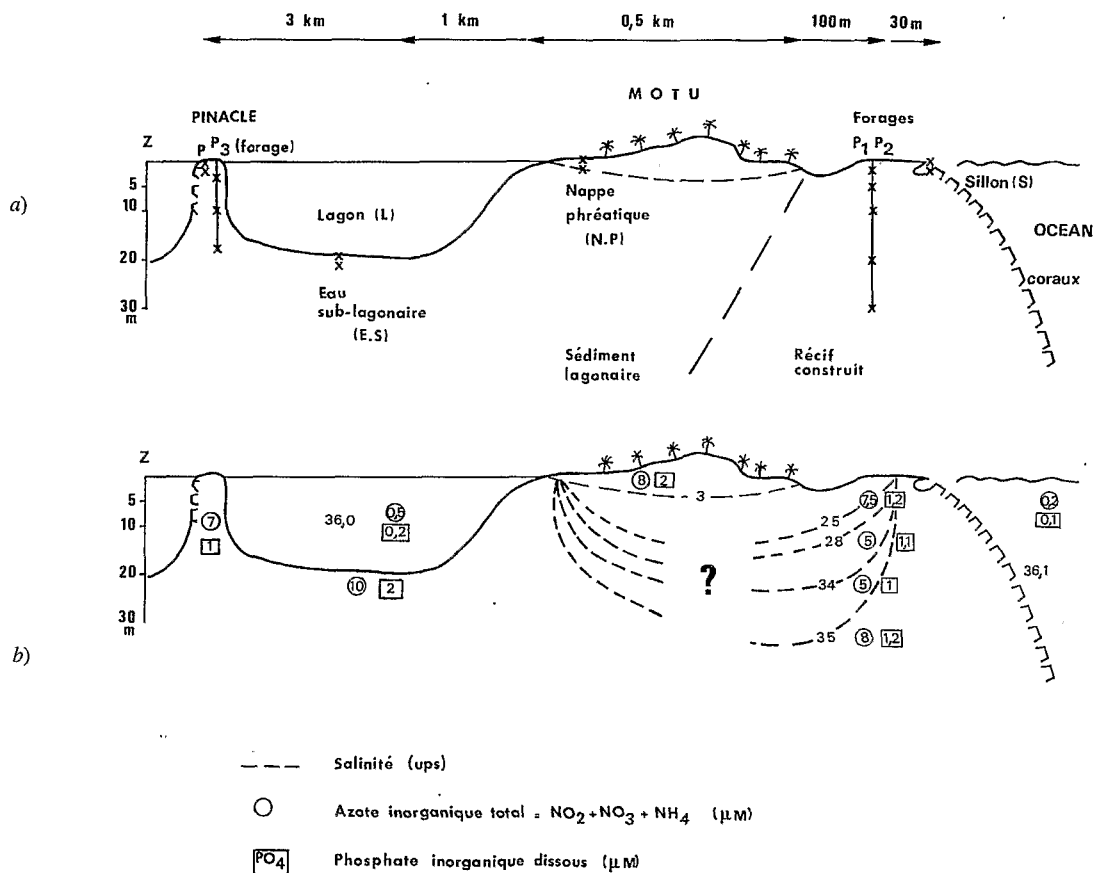 3 km 1 km 0,5 km 100m 30m
MOTU
PINACLE
Forages
Z P P3 (forage) P1 P2
a)
5
10
20
30
m
Lagon (L)
Nappe
phréatique
(N.P)
Sillon (S)
OCEAN
coraux
Eau
sub-lagonaire
(E.S)
Sédiment
lagonaire
Récif
construit
Z
b)
5
10
20
30
m
7
1
36,0
0,5
0,2
10
2
8 2
3
?
25
28
34
35
7,5 1,2
5 1,1
5 1
8 1,2
0,2
0,1
36,1
Salinité (ups)
Azote inorganique total = NO2+NO3+NH4 (µM)
PO4 Phosphate inorganique dissous (µM)